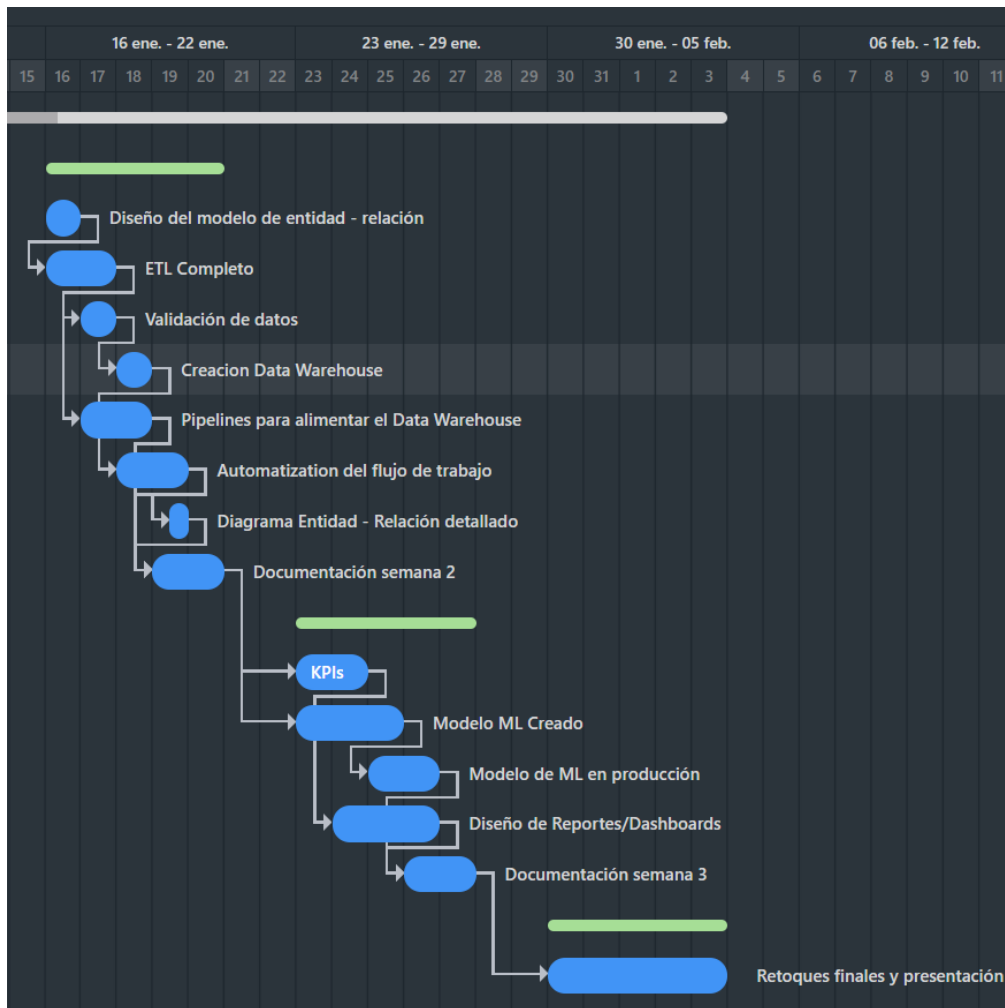 16 ene. - 22 ene. 23 ene. - 29 ene. 30 ene. - 05 feb. 06 feb. - 12 feb.
15 16 17 18 19 20 21 22 23 24 25 26 27 28 29 30 31 1 2 3 4 5 6 7 8 9 10 11
Diseño del modelo de entidad - relación
ETL Completo
Validación de datos
Creacion Data Warehouse
Pipelines para alimentar el Data Warehouse
Automatization del flujo de trabajo
Diagrama Entidad - Relación detallado
Documentación semana 2
KPIs
Modelo ML Creado
Modelo de ML en producción
Diseño de Reportes/Dashboards
Documentación semana 3
Retoques finales y presentación